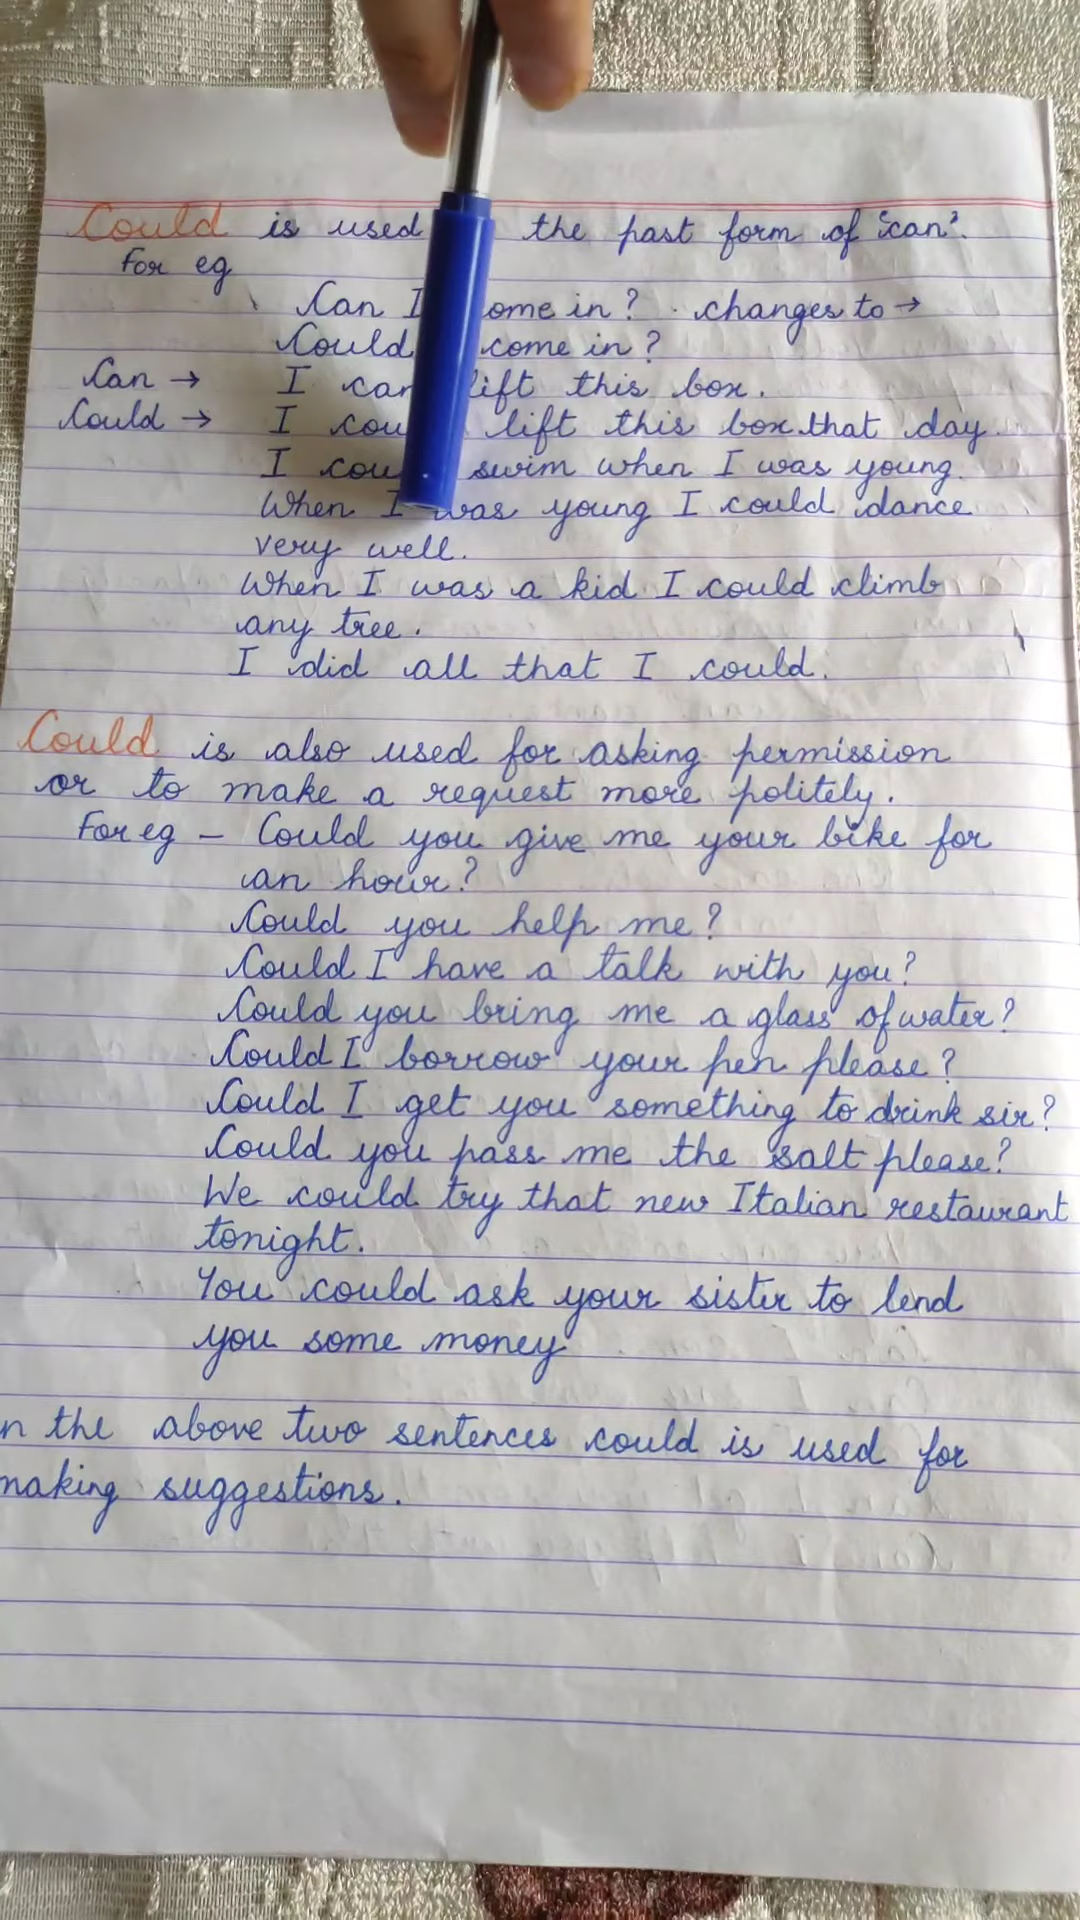 Could is used the past form of 'can'.
For eg
Can I come in? changes to →
Could come in?
Can → I can lift this box.
Could → I could lift this box that day.
I could swim when I was young.
When I was young I could dance
very well.
When I was a kid I could climb
any tree.
I did all that I could.
Could is also used for asking permission
or to make a request more politely.
For eg – Could you give me your bike for
an hour?
Could you help me?
Could I have a talk with you?
Could you bring me a glass of water?
Could I borrow your pen please?
Could I get you something to drink sir?
Could you pass me the salt please?
We could try that new Italian restaurant
tonight.
You could ask your sister to lend
you some money
n the above two sentences could is used for
making suggestions.